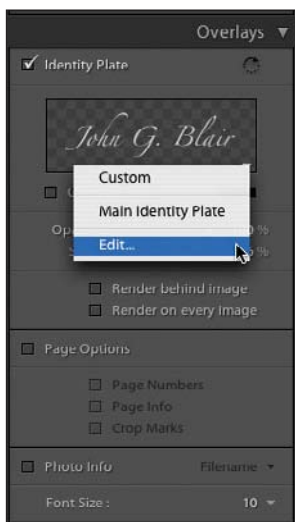 Overlays
Identity Plate
John G. Blair
Custom
Main Identity Plate
Edit...
%
%
Render behind image
Render on every image
Page Options
Page Numbers
Page Info
Crop Marks
Photo Info Filename
Font Size : 10